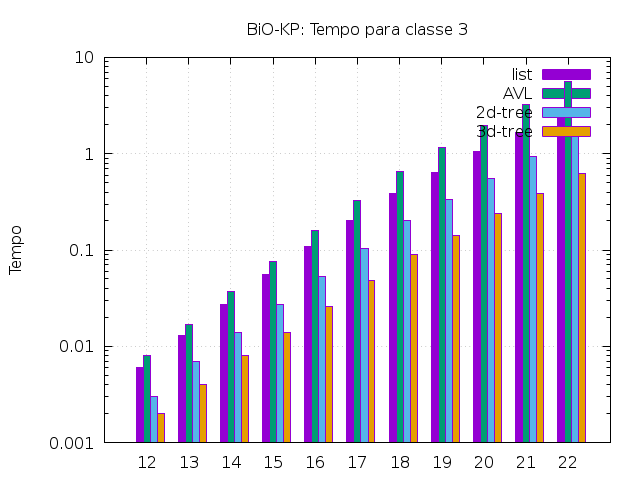 BiO-KP: Tempo para classe 3
10
1
0.1
0.01
0.001
Tempo
list
AVL
2d-tree
3d-tree
12 13 14 15 16 17 18 19 20 21 22